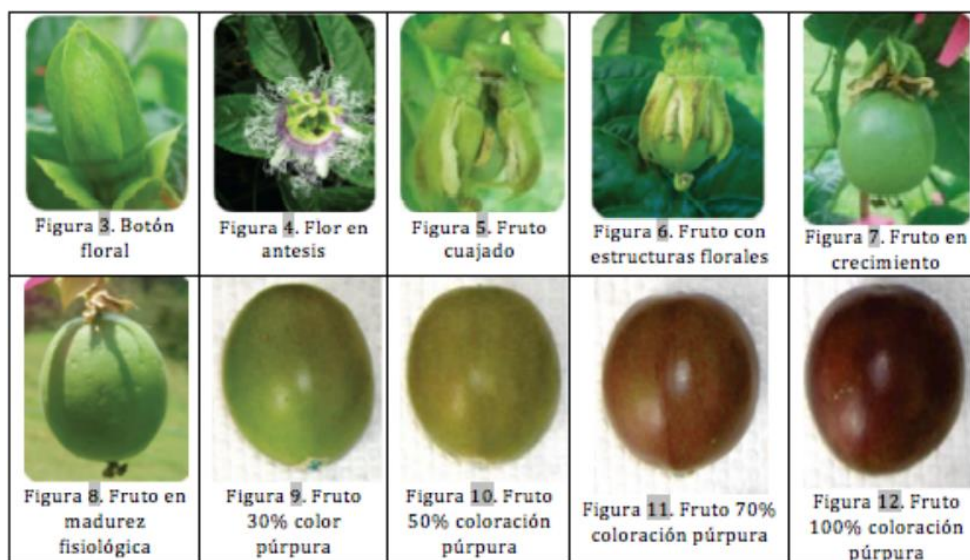 Figura 3. Botón
floral
Figura 4. Flor en
antesis
Figura 5. Fruto
cuajado
Figura 6. Fruto con
estructuras florales
Figura 7. Fruto en
crecimiento
Figura 8. Fruto en
madurez
fisiológica
Figura 9. Fruto
30% color
púrpura
Figura 10. Fruto
50% coloración
púrpura
Figura 11. Fruto 70%
coloración púrpura
Figura 12. Fruto
100% coloración
púrpura